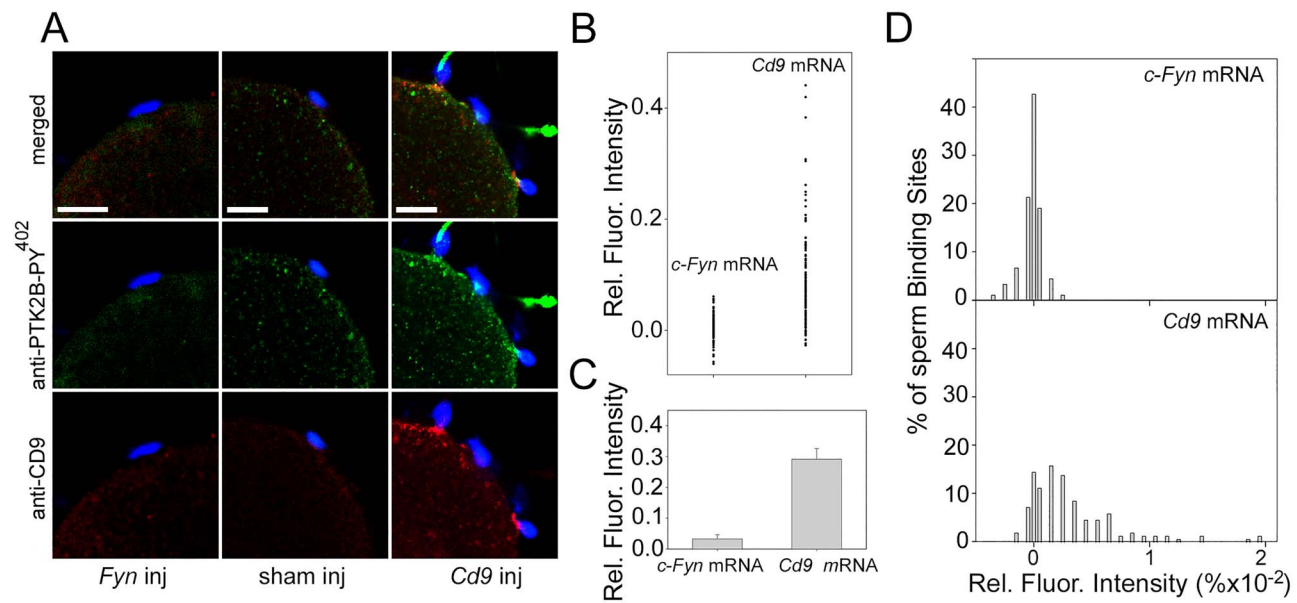 A
merged
anti-PTK2B-PY402
anti-CD9
Fyn inj
sham inj
Cd9 inj
B
Rel. Fluor. Intensity
0.4
0.2
0.0
Cd9 mRNA
c-Fyn mRNA
C
Rel. Fluor. Intensity
0.4
0.3
0.2
0.1
0.0
c-Fyn mRNA
Cd9 mRNA
D
% of sperm Binding Sites
c-Fyn mRNA
40
30
20
10
0
Cd9 mRNA
40
30
20
10
0
0
1
2
Rel. Fluor. Intensity (%x10-2)